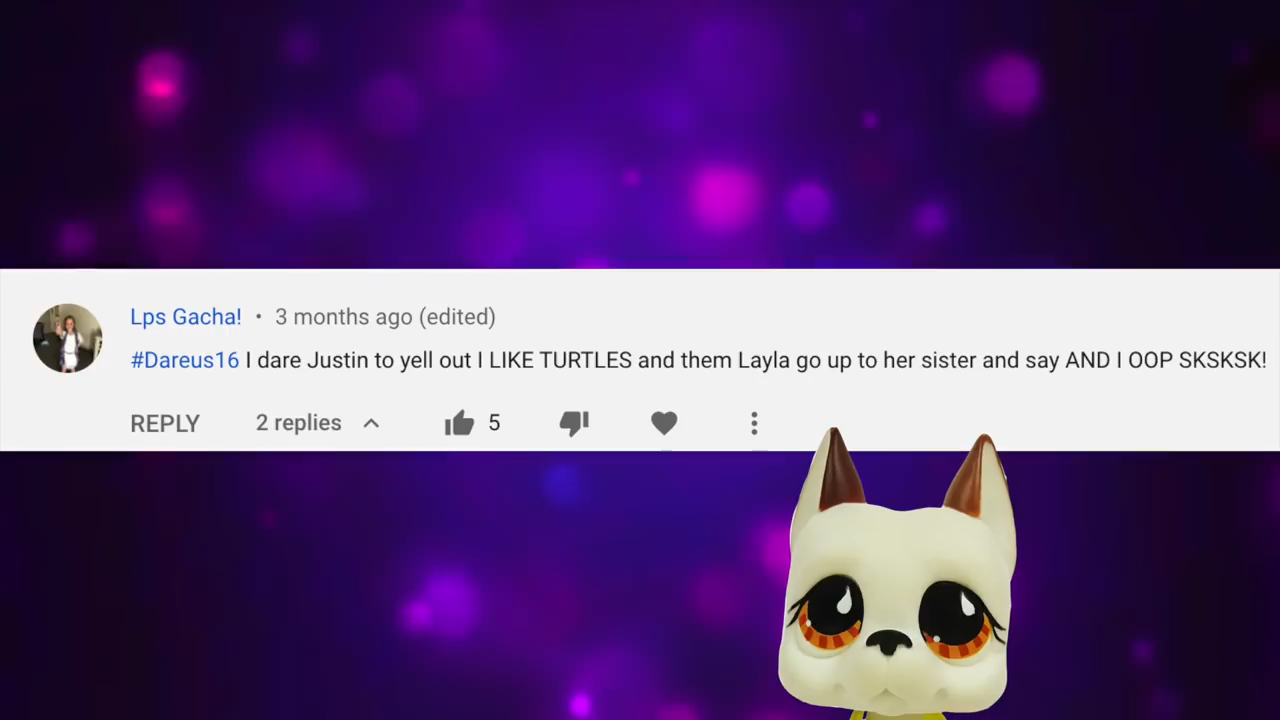 Lps Gacha! • 3 months ago (edited)
#Dareus16 I dare Justin to yell out I LIKE TURTLES and them Layla go up to her sister and say AND I OOP SKSKSK!
REPLY 2 replies 5